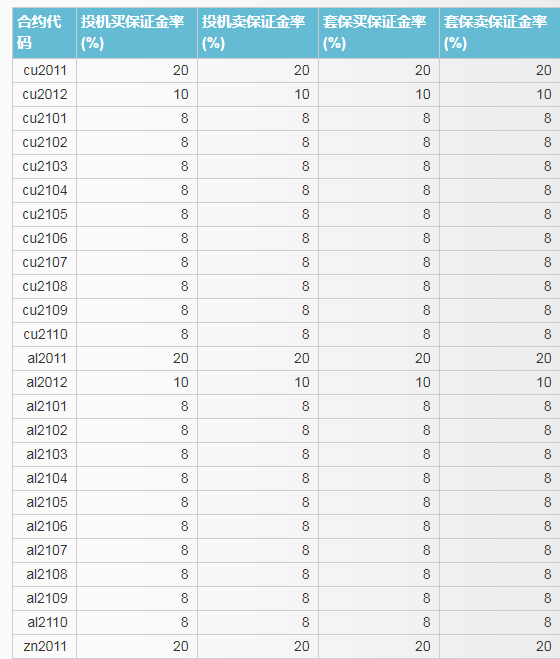 合约代码 投机买保证金率(%) 投机卖保证金率(%) 套保买保证金率(%) 套保卖保证金率(%)
cu2011 20 20 20 20
cu2012 10 10 10 10
cu2101 8 8 8 8
cu2102 8 8 8 8
cu2103 8 8 8 8
cu2104 8 8 8 8
cu2105 8 8 8 8
cu2106 8 8 8 8
cu2107 8 8 8 8
cu2108 8 8 8 8
cu2109 8 8 8 8
cu2110 8 8 8 8
al2011 20 20 20 20
al2012 10 10 10 10
al2101 8 8 8 8
al2102 8 8 8 8
al2103 8 8 8 8
al2104 8 8 8 8
al2105 8 8 8 8
al2106 8 8 8 8
al2107 8 8 8 8
al2108 8 8 8 8
al2109 8 8 8 8
al2110 8 8 8 8
zn2011 20 20 20 20